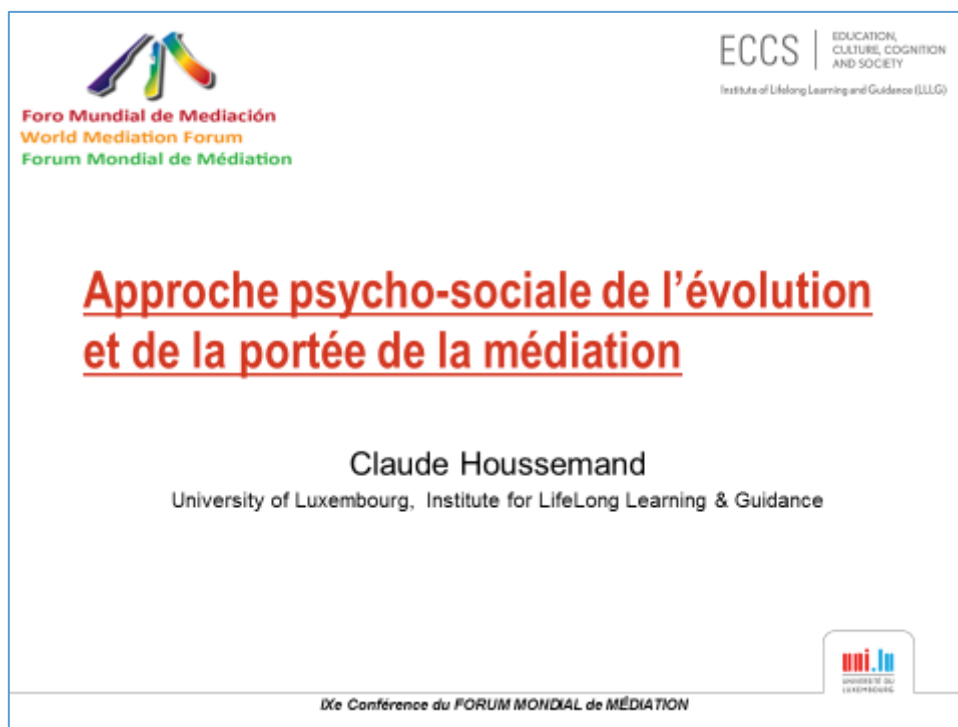 Foro Mundial de Mediación
World Mediation Forum
Forum Mondial de Médiation
ECCS
EDUCATION,
CULTURE, COGNITION
AND SOCIETY
Institute of Lifelong Learning and Guidance (LLLG)
Approche psycho-sociale de l’évolution
et de la portée de la médiation
Claude Houssemand
University of Luxembourg, Institute for LifeLong Learning & Guidance
uni.lu
UNIVERSITÉ DU
LUXEMBOURG
IXe Conférence du FORUM MONDIAL de MÉDIATION